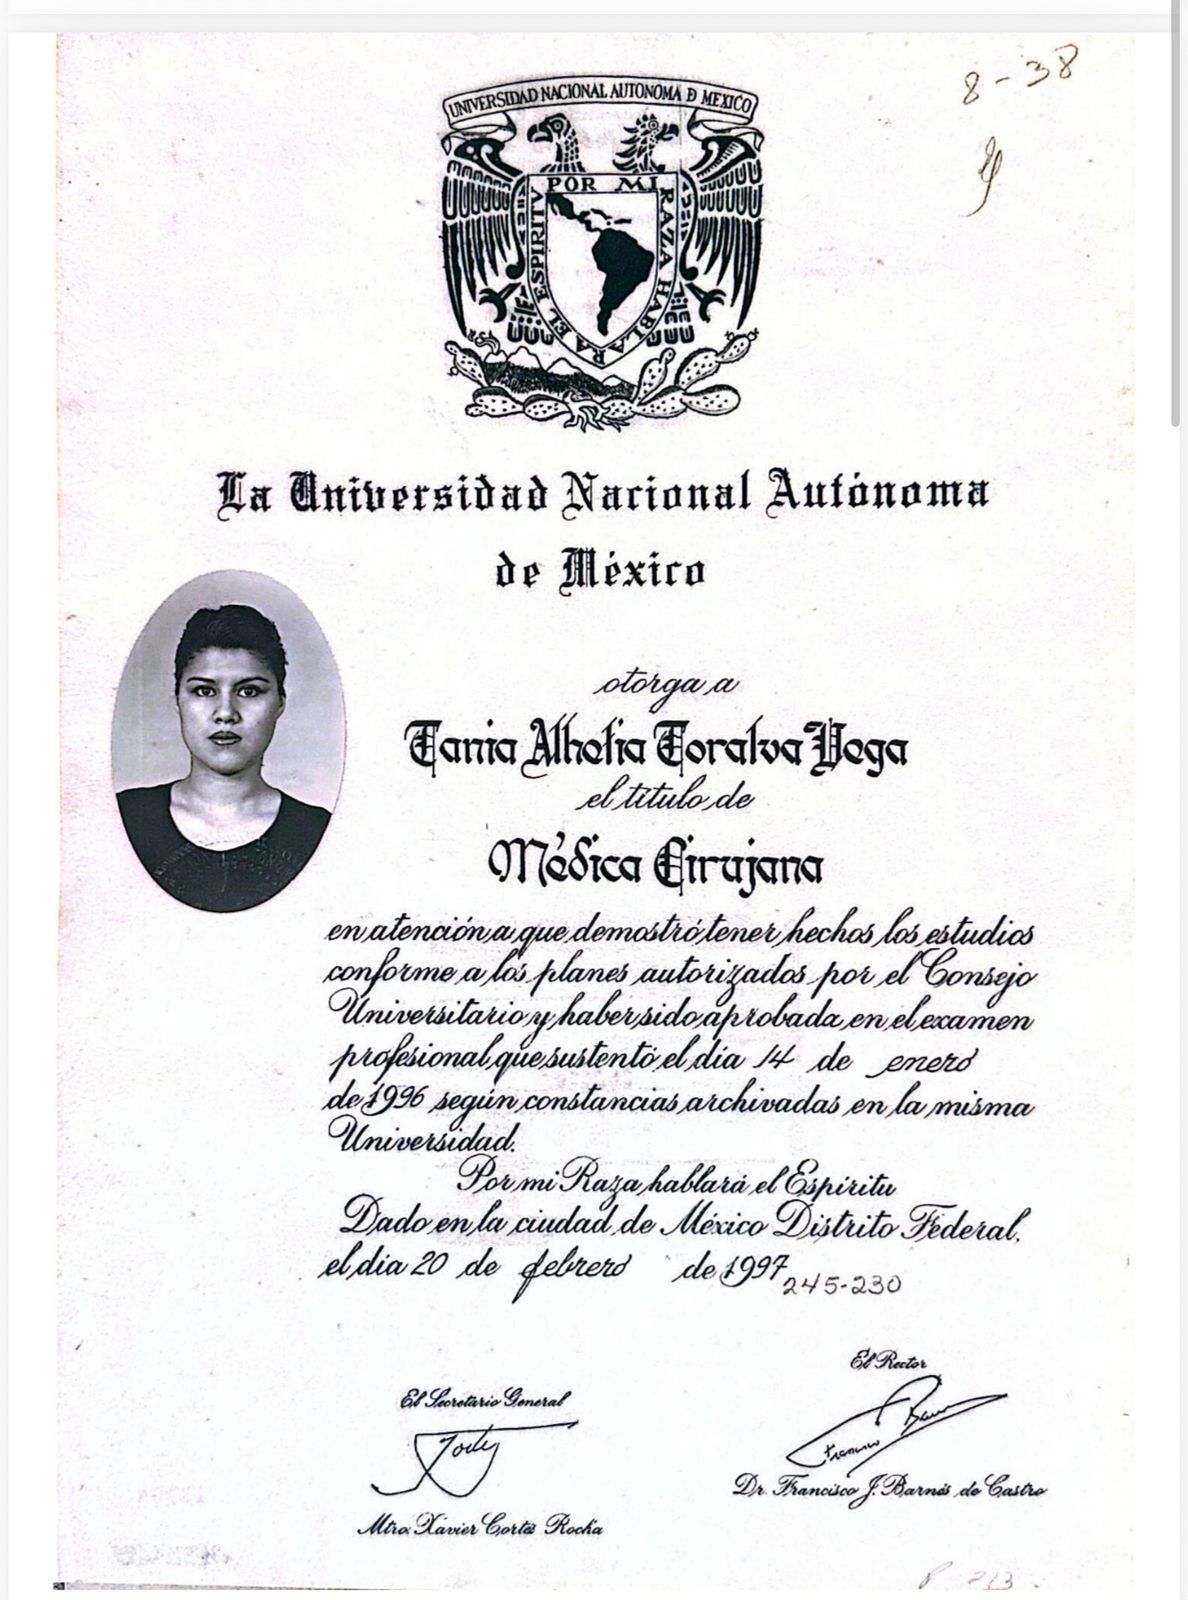 8-38
UNIVERSIDAD NACIONAL AUTONOMA D MEXICO
POR MI RAZA HABLARA EL ESPIRITU
La Universidad Nacional Autónoma
de México
otorga a
Tania Alhelia Toralva Vega
el título de
Médica Cirujana
en atención a que demostró tener hechos los estudios
conforme a los planes autorizados por el Consejo
Universitario y haber sido aprobada en el examen
profesional que sustentó el día 14 de enero
de 1996 según constancias archivadas en la misma
Universidad.
Por mi Raza hablará el Espiritu
Dado en la ciudad de México Distrito Federal,
el día 20 de febrero de 1997
245-230
El Rector
El Secretario General
Dr. Francisco J. Barnés de Castro
Mtro. Xavier Cortés Rocha